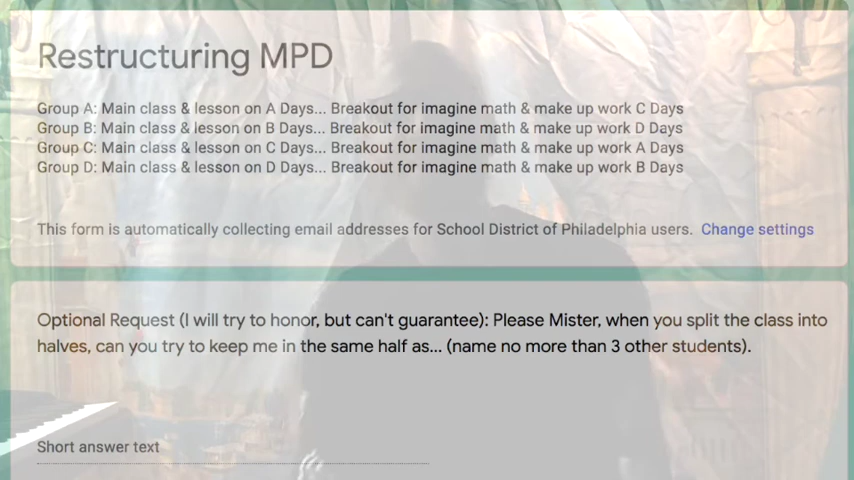 Restructuring MPD
Group A: Main class & lesson on A Days... Breakout for imagine math & make up work C Days
Group B: Main class & lesson on B Days... Breakout for imagine math & make up work D Days
Group C: Main class & lesson on C Days... Breakout for imagine math & make up work A Days
Group D: Main class & lesson on D Days... Breakout for imagine math & make up work B Days
This form is automatically collecting email addresses for School District of Philadelphia users. Change settings
Optional Request (I will try to honor, but can't guarantee): Please Mister, when you split the class into
halves, can you try to keep me in the same half as... (name no more than 3 other students).
Short answer text